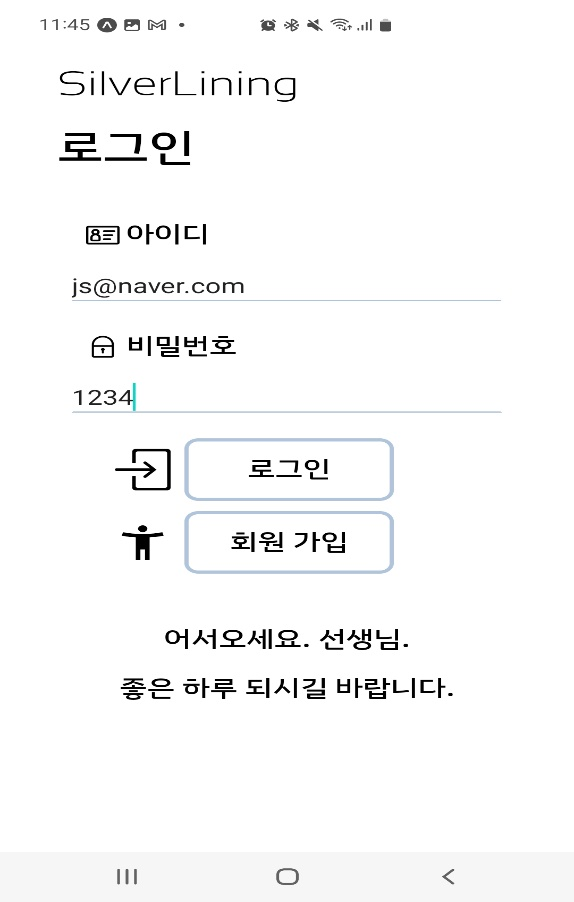 11:45
SilverLining
로그인
아이디
js@naver.com
비밀번호
1234
로그인
회원 가입
어서오세요. 선생님.
좋은 하루 되시길 바랍니다.